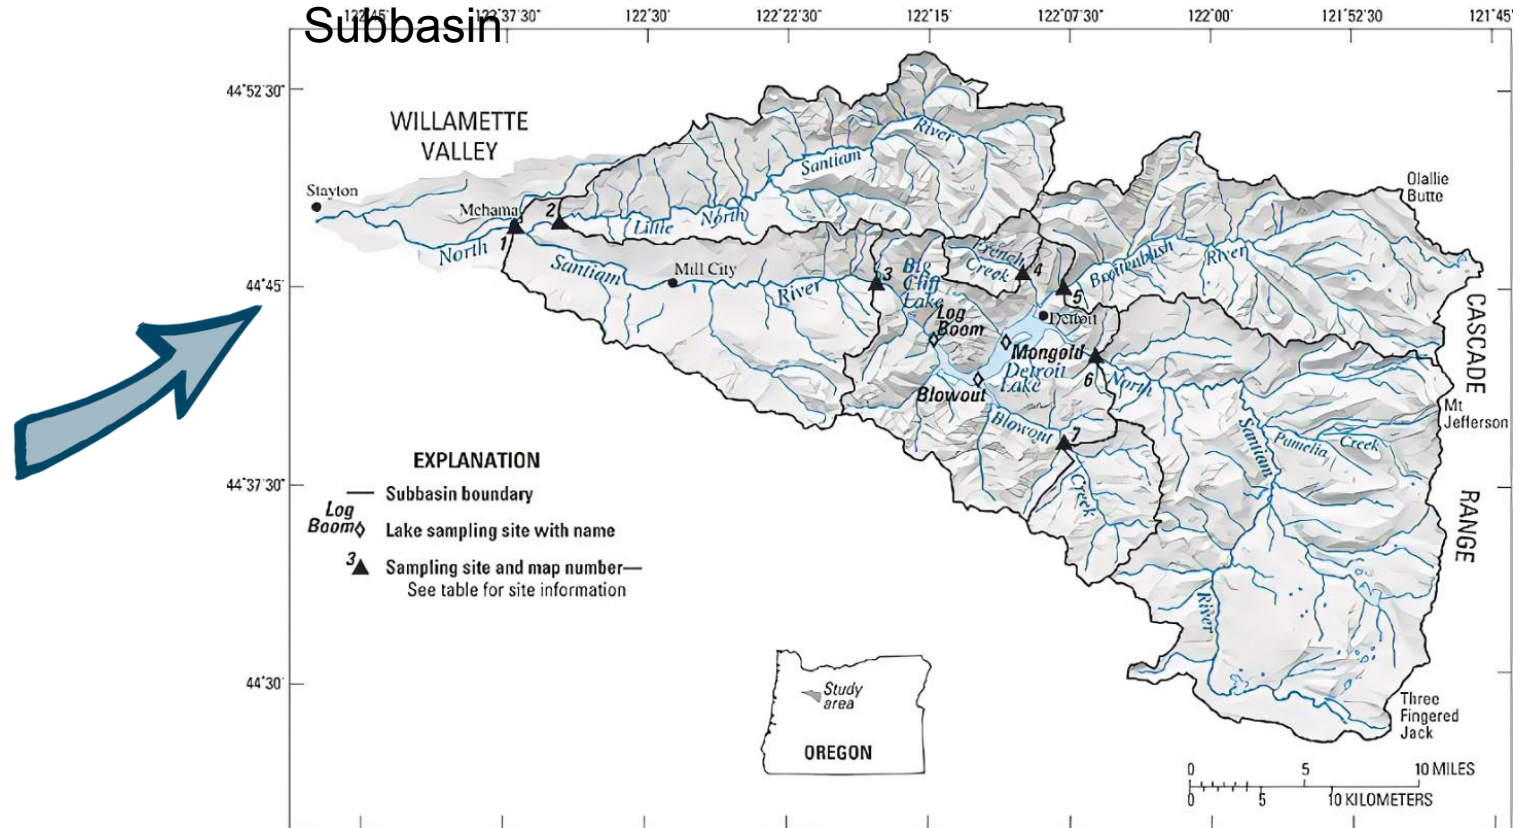 Subbasin
122°45' 122°37'30" 122°30' 122°22'30" 122°15' 122°07'30" 122°00' 121°52'30" 121°45'
44°52'30"
WILLAMETTE
VALLEY
River
Santiam
Olallie
Butte
Stayton
Mehama
2
Little North
1
North
Santiam
Mill City
River
3
Big
Cliff
Lake
French
Creek
4
Breitenbush River
5
44°45'
Log
Boom
Detroit
Mongold
Detroit
Lake
6
North
CASCADE
RANGE
Blowout
Mt
Jefferson
Blowout
7
Creek
Santiam
Pamelia Creek
River
44°37'30"
EXPLANATION
Subbasin boundary
Log
Boom
Lake sampling site with name
3
Sampling site and map number—
See table for site information
44°30'
Study
area
OREGON
Three
Fingered
Jack
0 5 10 MILES
0 5 10 KILOMETERS